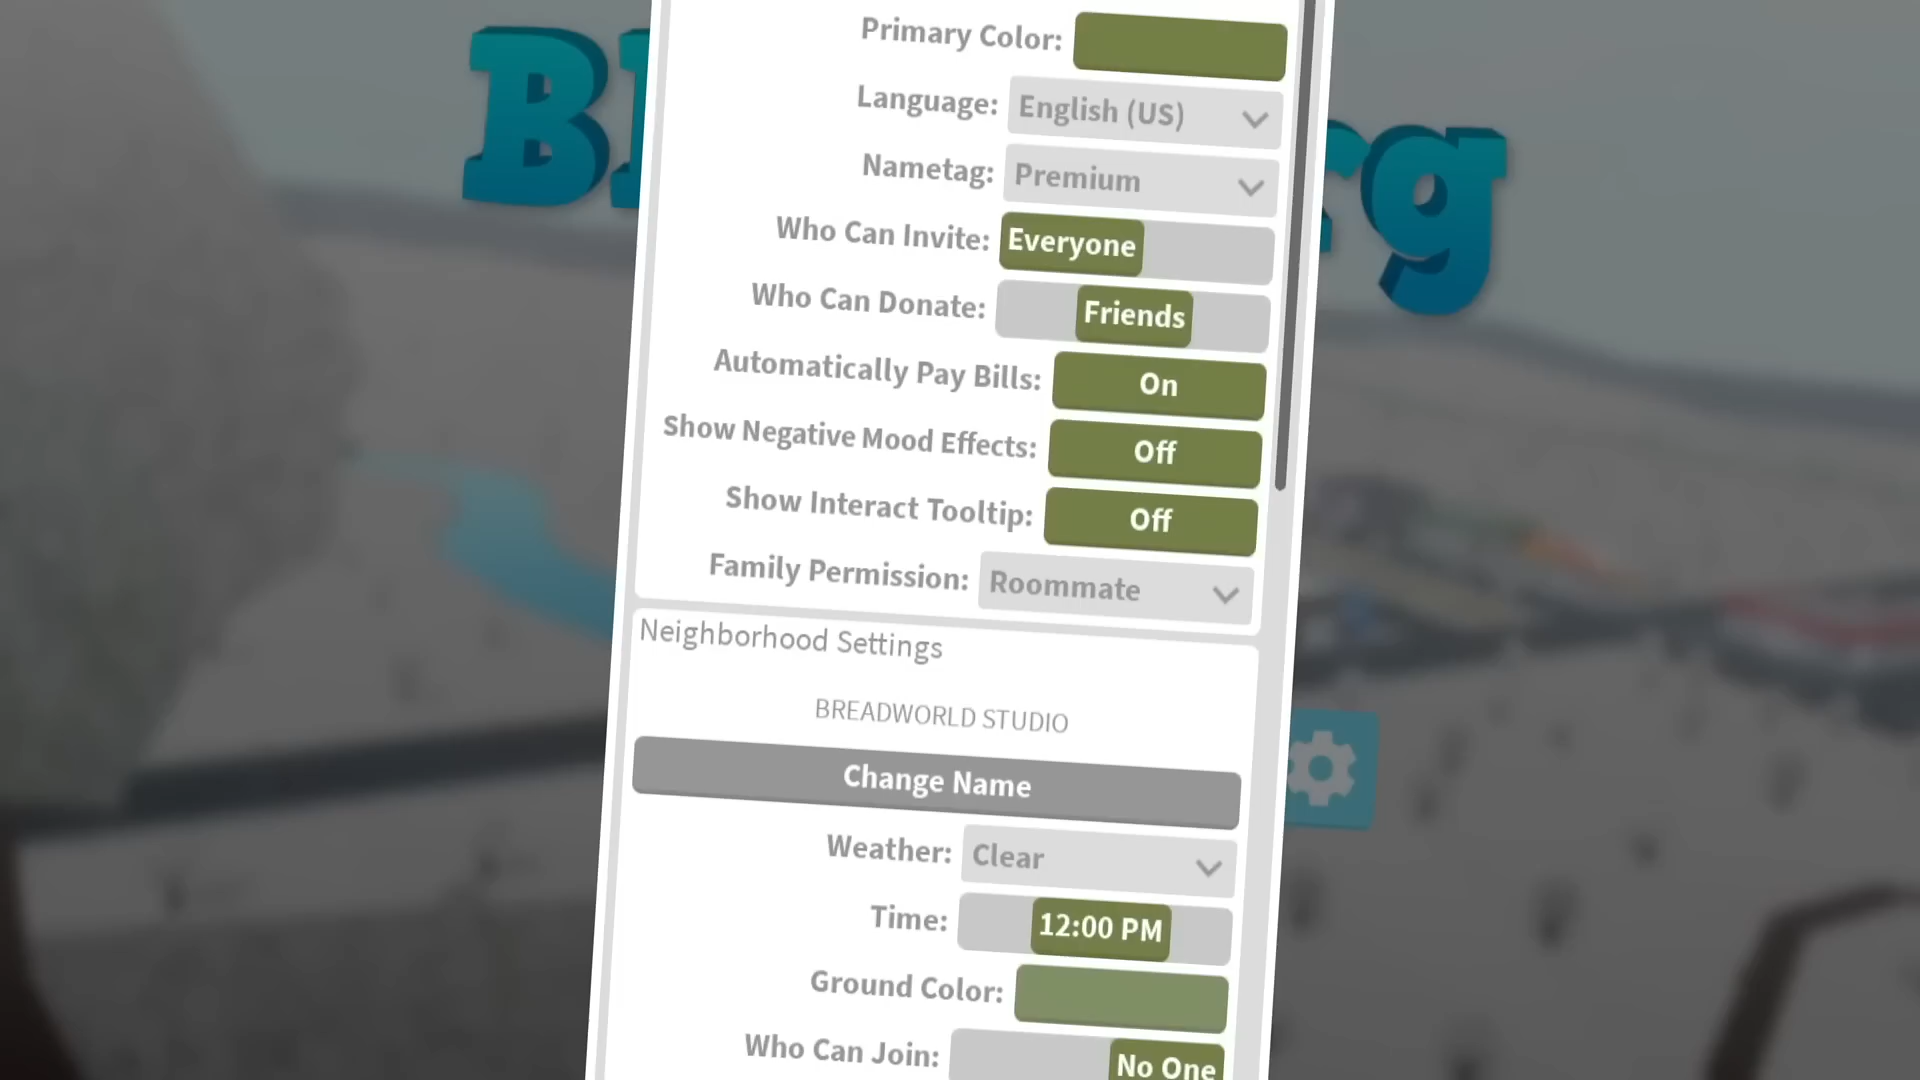 Primary Color:
Language: English (US)
Nametag: Premium
Who Can Invite: Everyone
Who Can Donate: Friends
Automatically Pay Bills: On
Show Negative Mood Effects: Off
Show Interact Tooltip: Off
Family Permission: Roommate
Neighborhood Settings
BREADWORLD STUDIO
Change Name
Weather: Clear
Time: 12:00 PM
Ground Color:
Who Can Join: No One